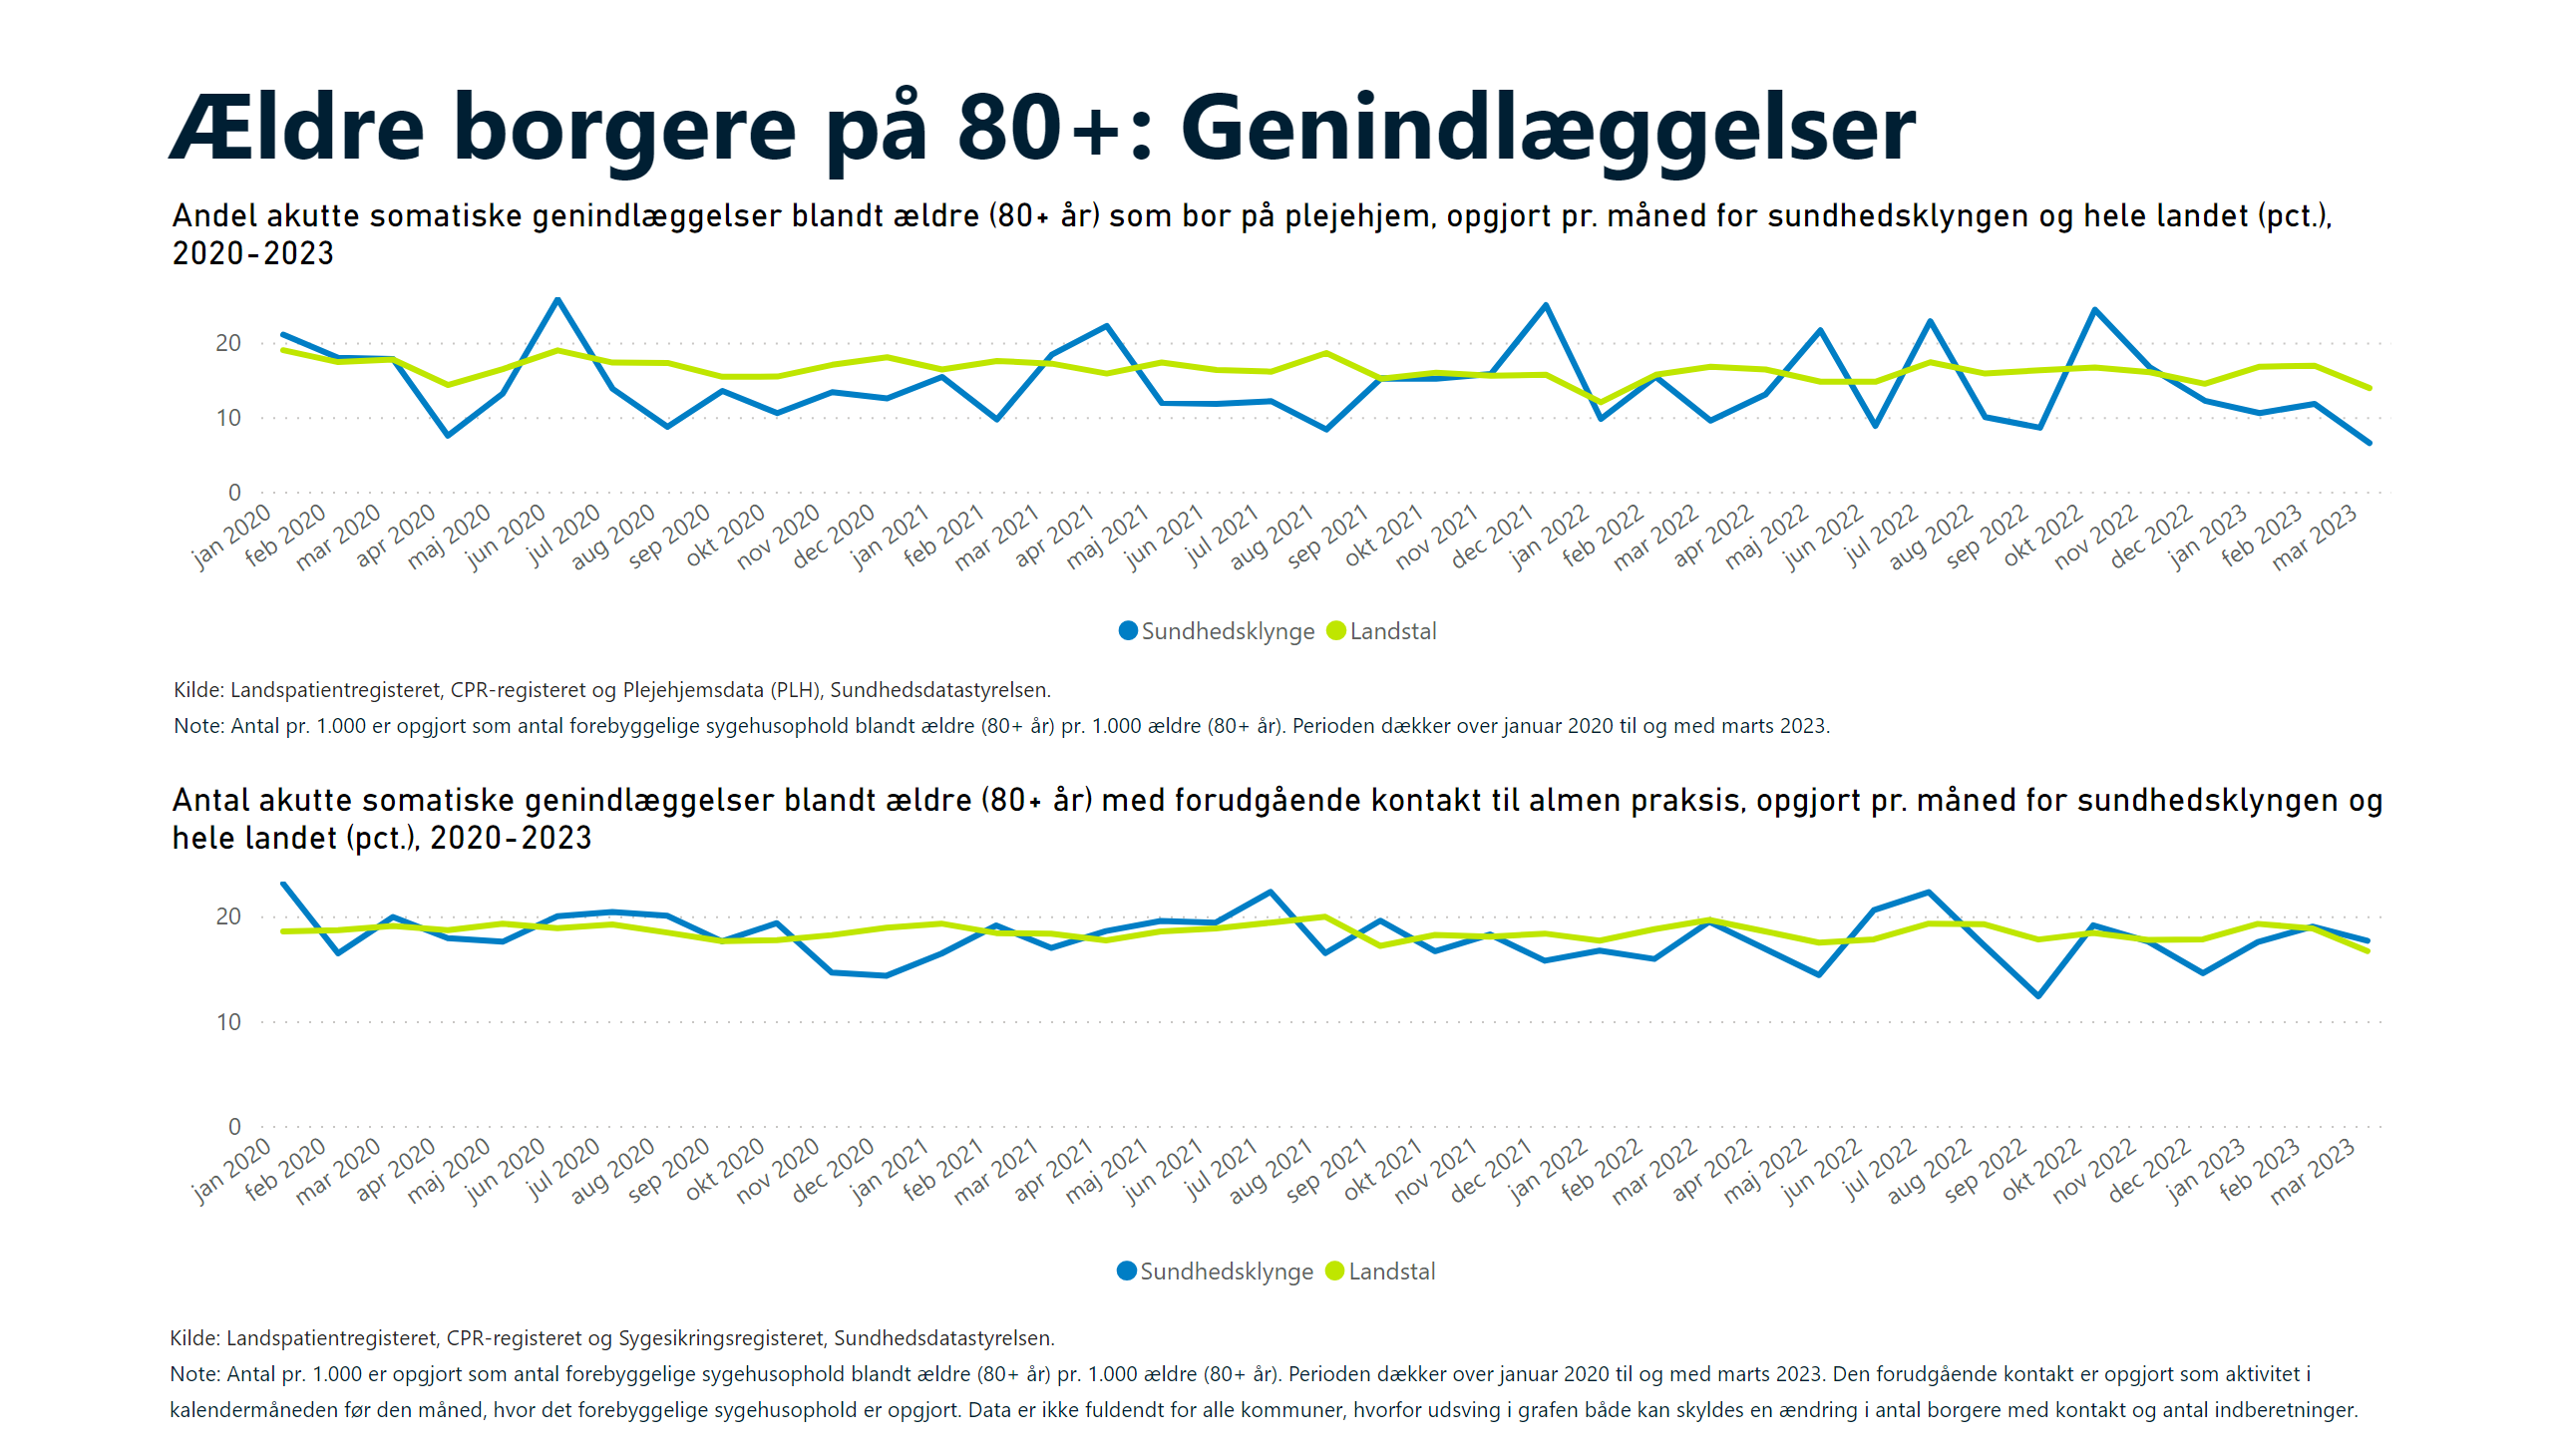 Ældre borgere på 80+: Genindlæggelser
Andel akutte somatiske genindlæggelser blandt ældre (80+ år) som bor på plejehjem, opgjort pr. måned for sundhedsklyngen og hele landet (pct.),
2020-2023
20
10
0
jan 2020 feb 2020 mar 2020 apr 2020 maj 2020 jun 2020 jul 2020 aug 2020 sep 2020 okt 2020 nov 2020 dec 2020 jan 2021 feb 2021 mar 2021 apr 2021 maj 2021 jun 2021 jul 2021 aug 2021 sep 2021 okt 2021 nov 2021 dec 2021 jan 2022 feb 2022 mar 2022 apr 2022 maj 2022 jun 2022 jul 2022 aug 2022 sep 2022 okt 2022 nov 2022 dec 2022 jan 2023 feb 2023 mar 2023
Sundhedsklynge Landstal
Kilde: Landspatientregisteret, CPR-registeret og Plejehjemsdata (PLH), Sundhedsdatastyrelsen.
Note: Antal pr. 1.000 er opgjort som antal forebyggelige sygehusophold blandt ældre (80+ år) pr. 1.000 ældre (80+ år). Perioden dækker over januar 2020 til og med marts 2023.
Antal akutte somatiske genindlæggelser blandt ældre (80+ år) med forudgående kontakt til almen praksis, opgjort pr. måned for sundhedsklyngen og
hele landet (pct.), 2020-2023
20
10
0
jan 2020 feb 2020 mar 2020 apr 2020 maj 2020 jun 2020 jul 2020 aug 2020 sep 2020 okt 2020 nov 2020 dec 2020 jan 2021 feb 2021 mar 2021 apr 2021 maj 2021 jun 2021 jul 2021 aug 2021 sep 2021 okt 2021 nov 2021 dec 2021 jan 2022 feb 2022 mar 2022 apr 2022 maj 2022 jun 2022 jul 2022 aug 2022 sep 2022 okt 2022 nov 2022 dec 2022 jan 2023 feb 2023 mar 2023
Sundhedsklynge Landstal
Kilde: Landspatientregisteret, CPR-registeret og Sygesikringsregisteret, Sundhedsdatastyrelsen.
Note: Antal pr. 1.000 er opgjort som antal forebyggelige sygehusophold blandt ældre (80+ år) pr. 1.000 ældre (80+ år). Perioden dækker over januar 2020 til og med marts 2023. Den forudgående kontakt er opgjort som aktivitet i
kalendermåneden før den måned, hvor det forebyggelige sygehusophold er opgjort. Data er ikke fuldendt for alle kommuner, hvorfor udsving i grafen både kan skyldes en ændring i antal borgere med kontakt og antal indberetninger.